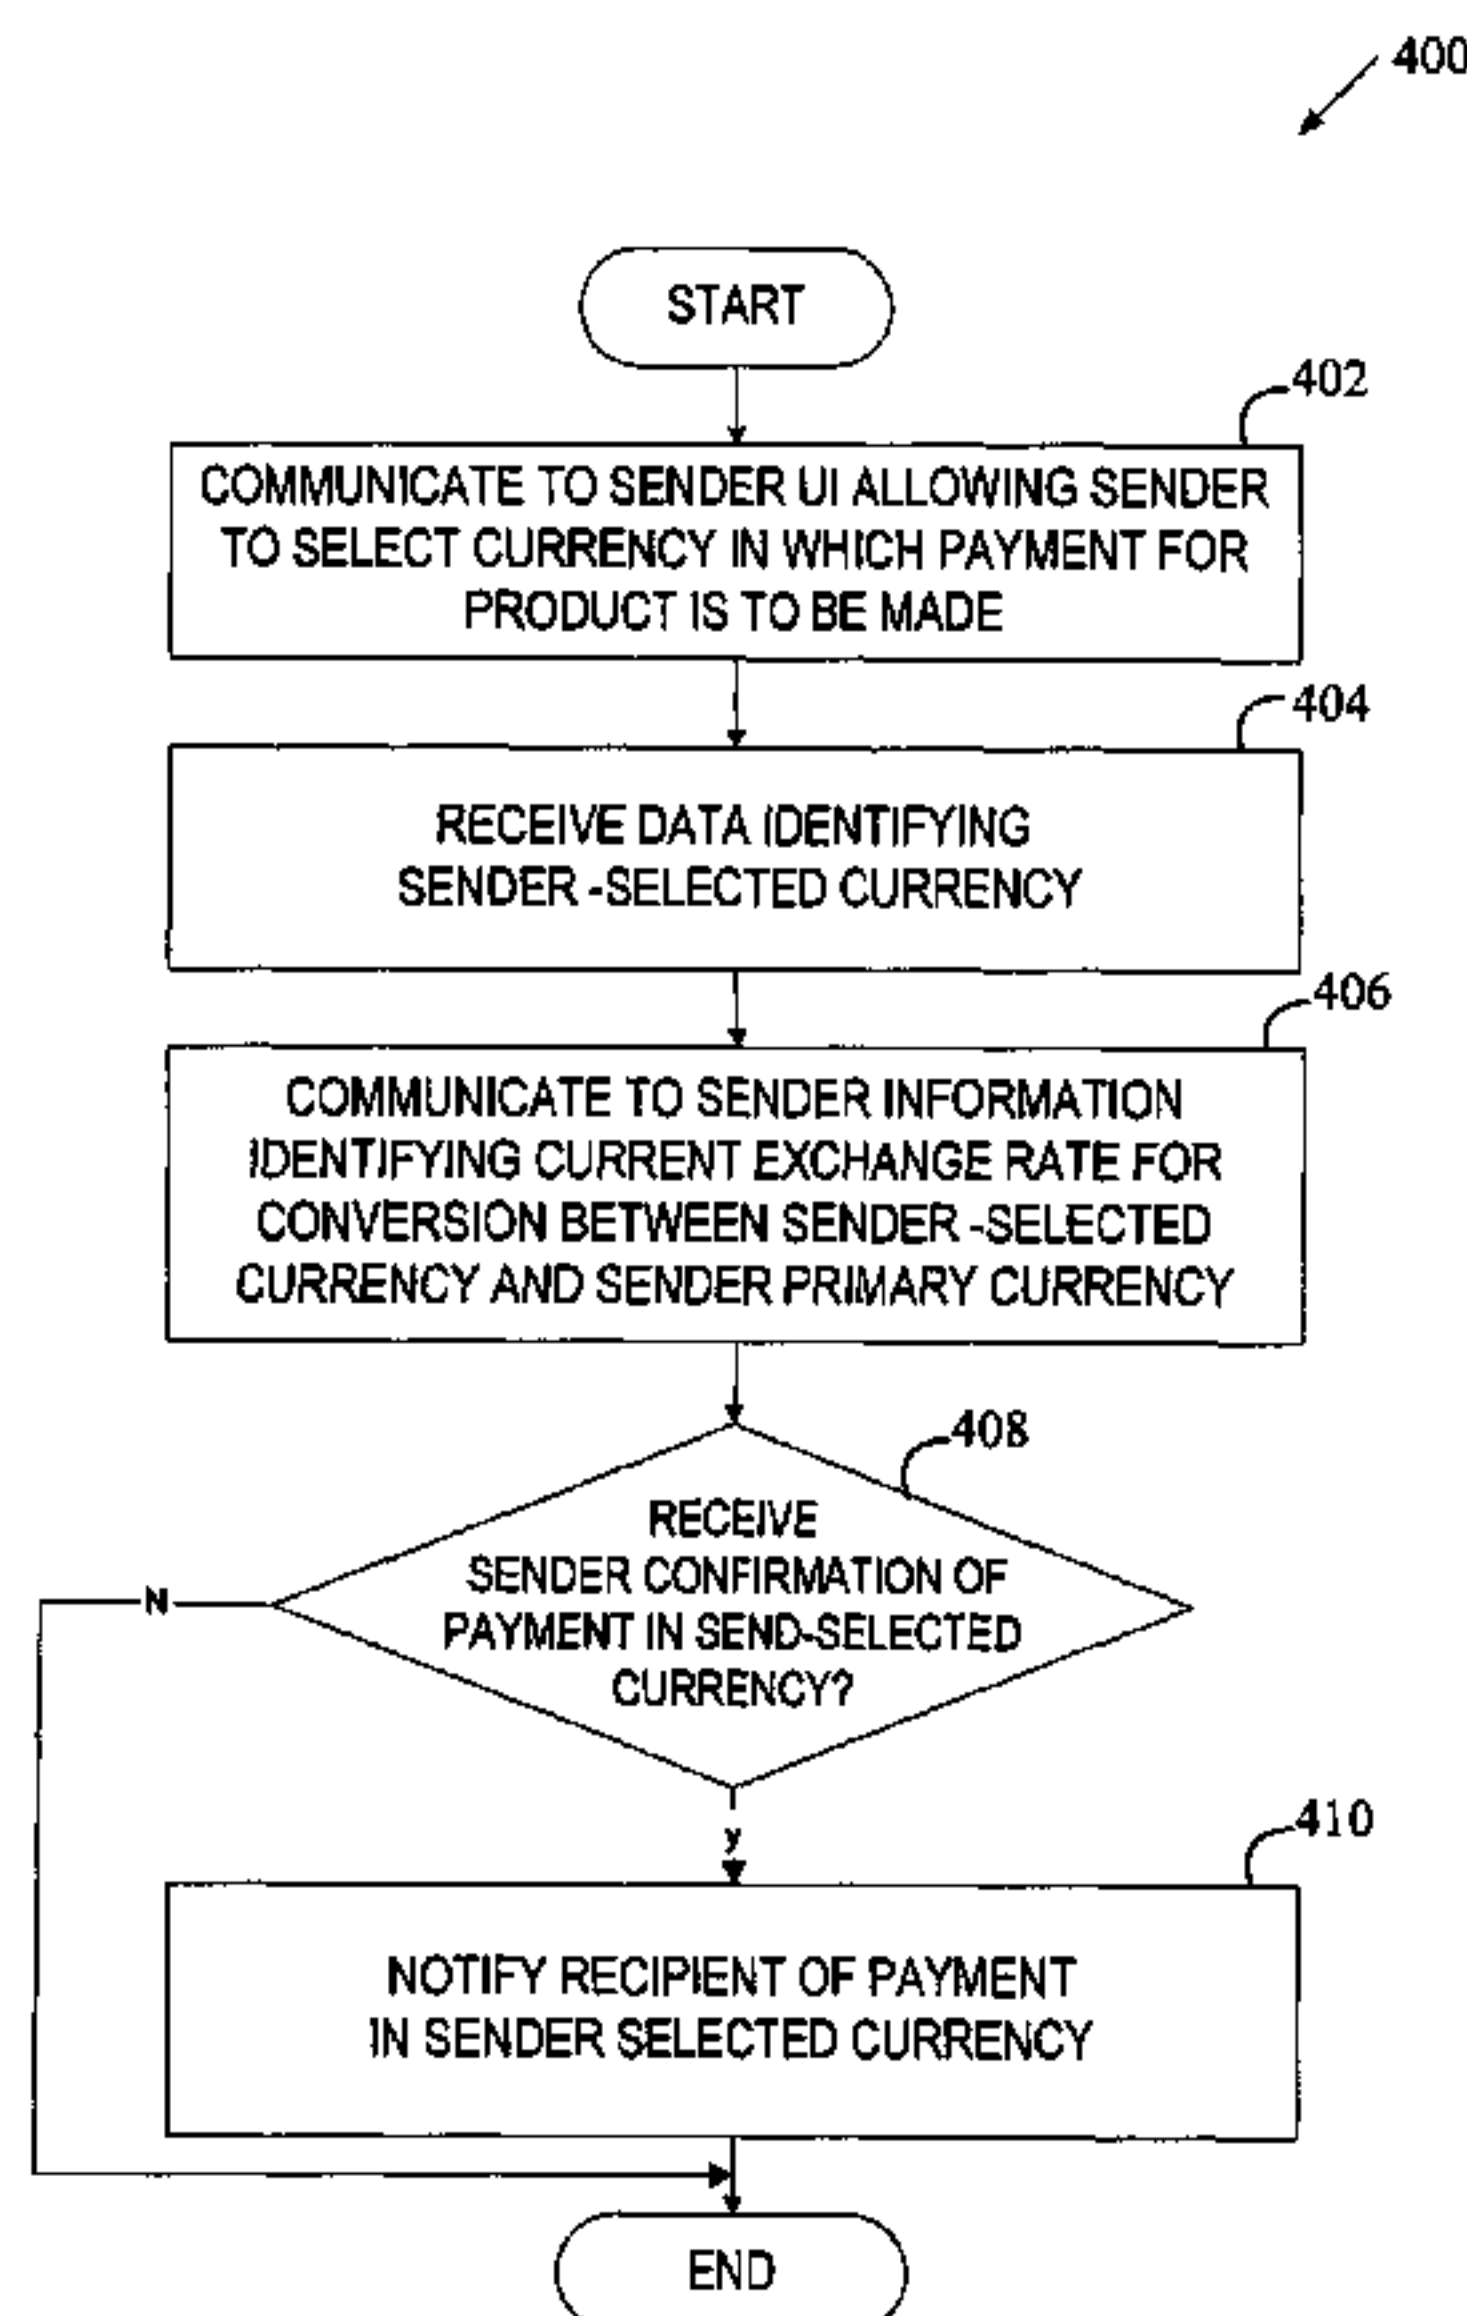 400
START
402
COMMUNICATE TO SENDER UI ALLOWING SENDER
TO SELECT CURRENCY IN WHICH PAYMENT FOR
PRODUCT IS TO BE MADE
404
RECEIVE DATA IDENTIFYING
SENDER -SELECTED CURRENCY
406
COMMUNICATE TO SENDER INFORMATION
IDENTIFYING CURRENT EXCHANGE RATE FOR
CONVERSION BETWEEN SENDER -SELECTED
CURRENCY AND SENDER PRIMARY CURRENCY
408
RECEIVE
SENDER CONFIRMATION OF
PAYMENT IN SEND-SELECTED
CURRENCY?
N
y
410
NOTIFY RECIPIENT OF PAYMENT
IN SENDER SELECTED CURRENCY
END